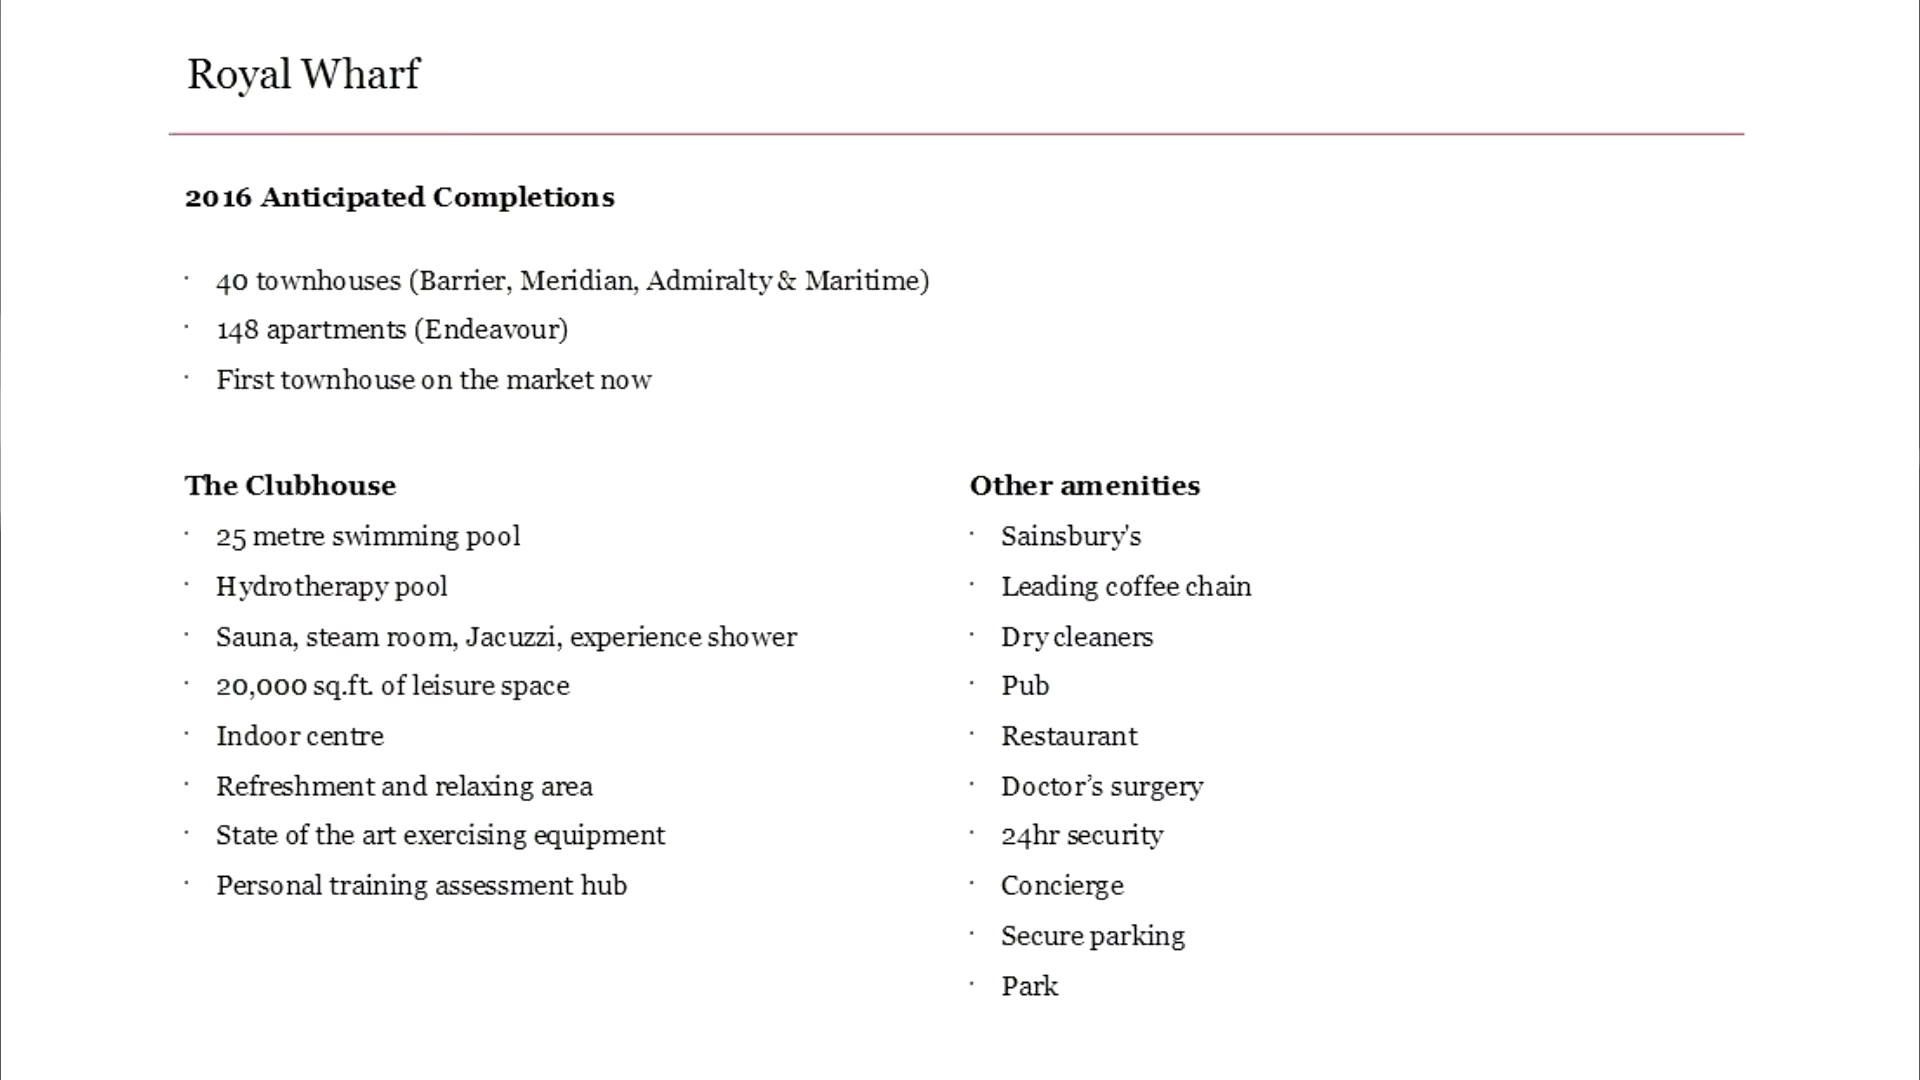 Royal Wharf
2016 Anticipated Completions
· 40 townhouses (Barrier, Meridian, Admiralty & Maritime)
· 148 apartments (Endeavour)
· First townhouse on the market now
The Clubhouse
· 25 metre swimming pool
· Hydrotherapy pool
· Sauna, steam room, Jacuzzi, experience shower
· 20,000 sq.ft. of leisure space
· Indoor centre
· Refreshment and relaxing area
· State of the art exercising equipment
· Personal training assessment hub
Other amenities
· Sainsbury's
· Leading coffee chain
· Dry cleaners
· Pub
· Restaurant
· Doctor’s surgery
· 24hr security
· Concierge
· Secure parking
· Park